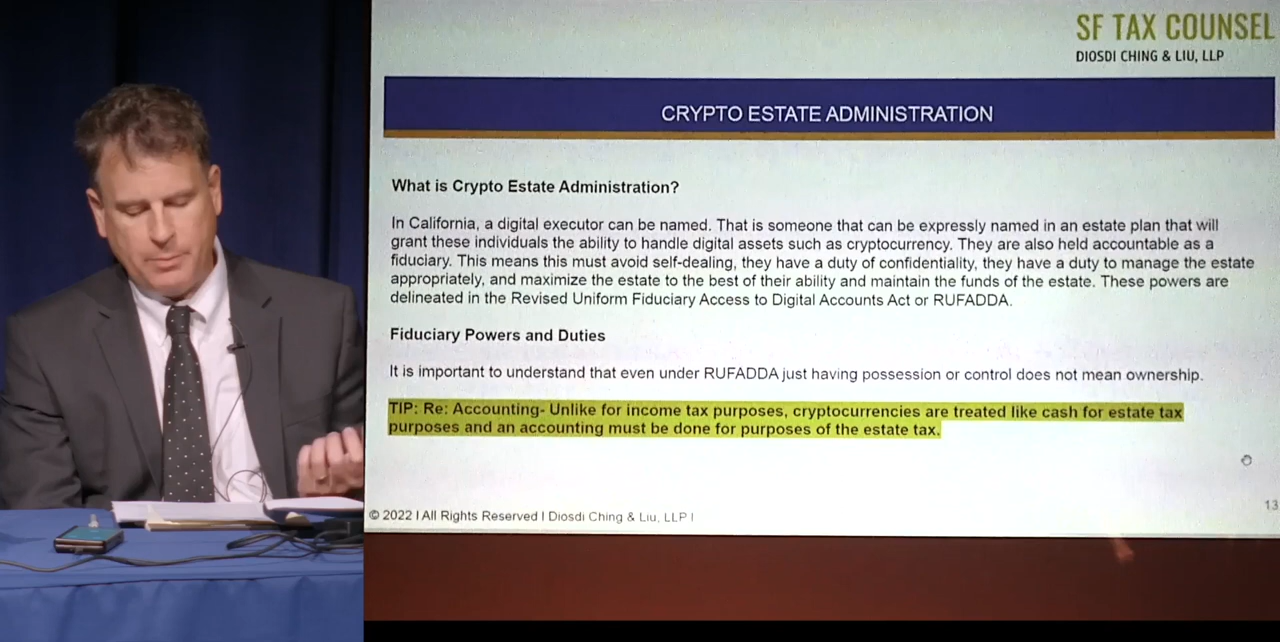 SF TAX COUNSEL
DIOSDI CHING & LIU, LLP
CRYPTO ESTATE ADMINISTRATION
What is Crypto Estate Administration?
In California, a digital executor can be named. That is someone that can be expressly named in an estate plan that will
grant these individuals the ability to handle digital assets such as cryptocurrency. They are also held accountable as a
fiduciary. This means this must avoid self-dealing, they have a duty of confidentiality, they have a duty to manage the estate
appropriately, and maximize the estate to the best of their ability and maintain the funds of the estate. These powers are
delineated in the Revised Uniform Fiduciary Access to Digital Accounts Act or RUFADDA.
Fiduciary Powers and Duties
It is important to understand that even under RUFADDA just having possession or control does not mean ownership.
TIP: Re: Accounting- Unlike for income tax purposes, cryptocurrencies are treated like cash for estate tax
purposes and an accounting must be done for purposes of the estate tax.
© 2022 I All Rights Reserved I Diosdi Ching & Liu, LLP I
13